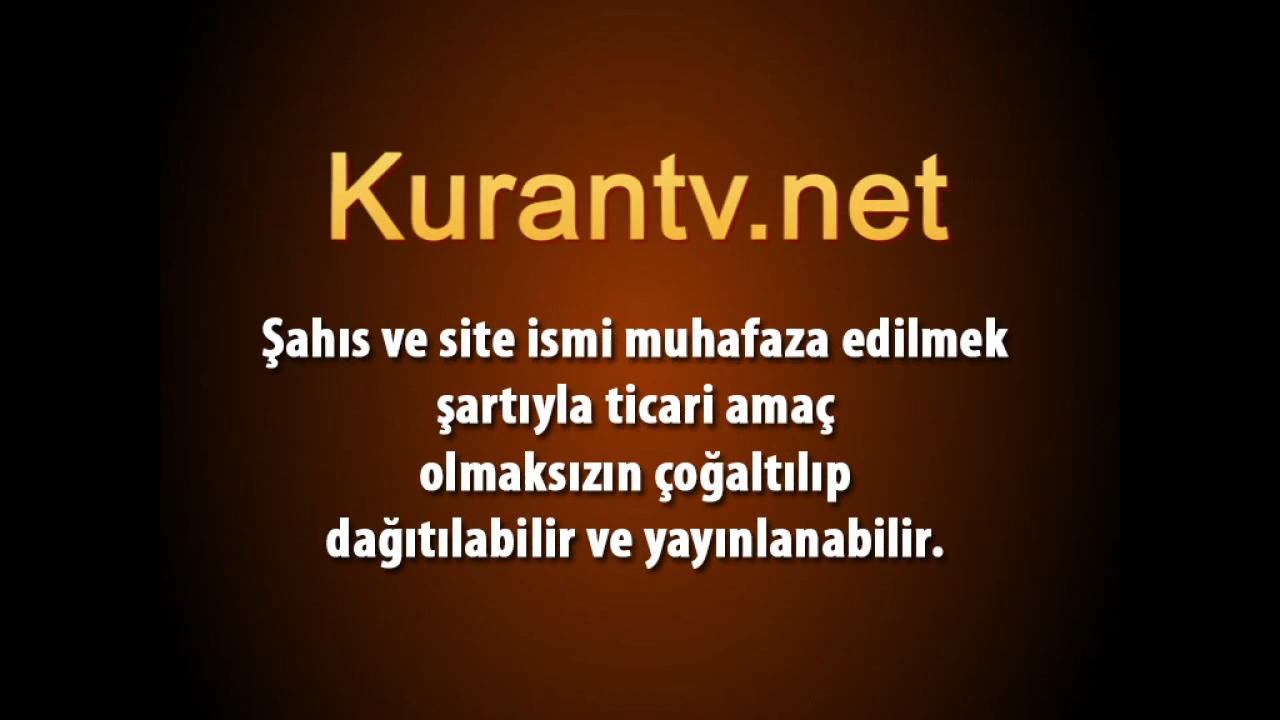 Kurantv.net
Şahıs ve site ismi muhafaza edilmek
şartıyla ticari amaç
olmaksızın çoğaltılıp
dağıtılabilir ve yayınlanabilir.